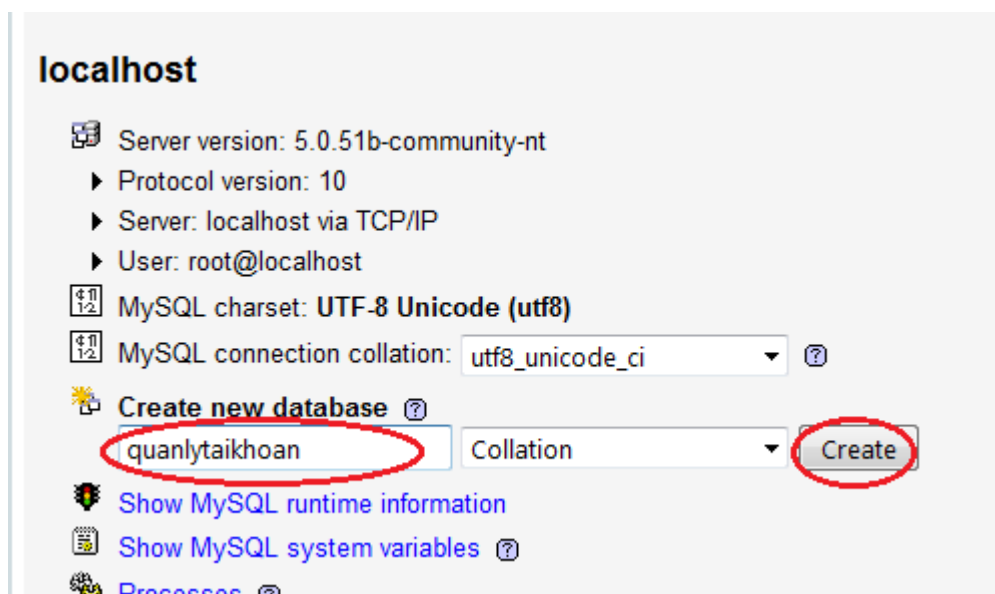 localhost
Server version: 5.0.51b-community-nt
Protocol version: 10
Server: localhost via TCP/IP
User: root@localhost
MySQL charset: UTF-8 Unicode (utf8)
MySQL connection collation: utf8_unicode_ci
Create new database
quanlytaikhoan Collation Create
Show MySQL runtime information
Show MySQL system variables
Processes